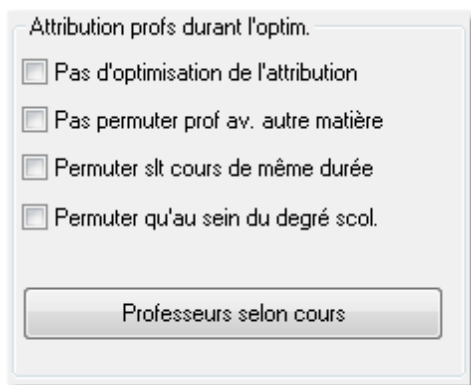 Attribution profs durant l'optim.
Pas d'optimisation de l'attribution
Pas permuter prof av. autre matière
Permuter slt cours de même durée
Permuter qu'au sein du degré scol.
Professeurs selon cours